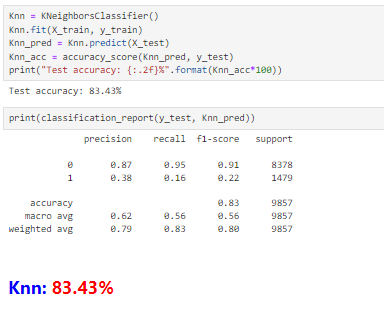 Knn = KNeighborsClassifier()
Knn.fit(X_train, y_train)
Knn_pred = Knn.predict(X_test)
Knn_acc = accuracy_score(Knn_pred, y_test)
print("Test accuracy: {:.2f}%".format(Knn_acc*100))
Test accuracy: 83.43%
print(classification_report(y_test, Knn_pred))
precision recall f1-score support
0 0.87 0.95 0.91 8378
1 0.38 0.16 0.22 1479
accuracy 0.83 9857
macro avg 0.62 0.56 0.56 9857
weighted avg 0.79 0.83 0.80 9857
Knn: 83.43%